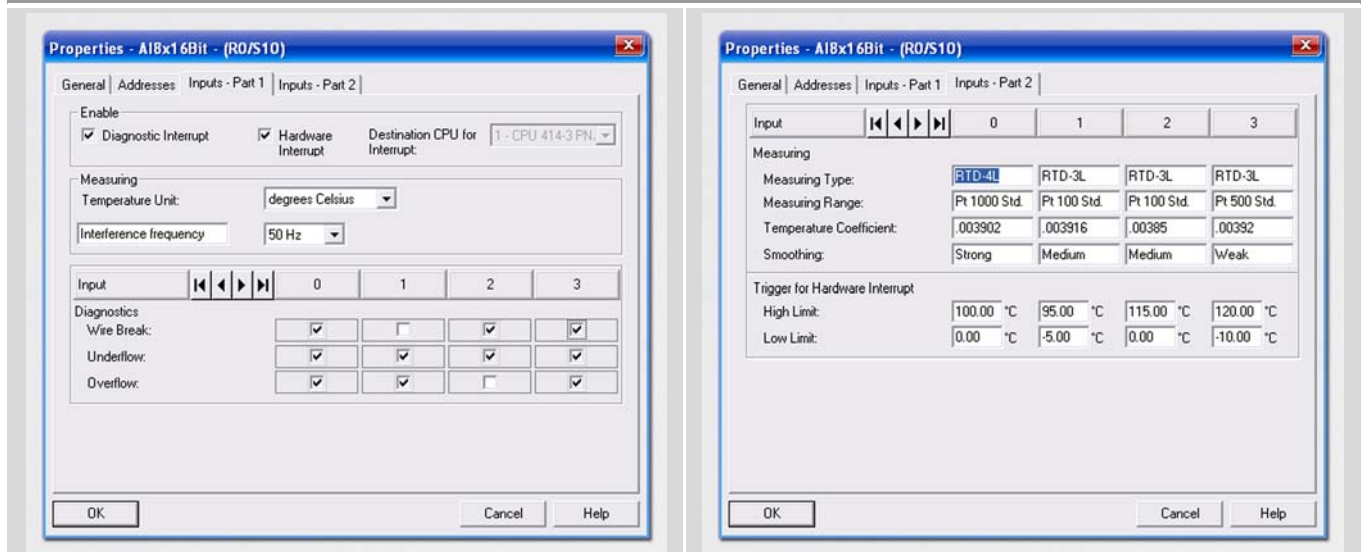 Properties - AI8x16Bit - (R0/S10)
General Addresses Inputs - Part 1 Inputs - Part 2
Enable
Diagnostic Interrupt Hardware Interrupt Destination CPU for Interrupt: 1 - CPU 414-3 PN,
Measuring
Temperature Unit: degrees Celsius
Interference frequency 50 Hz
Input 0 1 2 3
Diagnostics
Wire Break:
Underflow:
Overflow:
OK Cancel Help
Properties - AI8x16Bit - (R0/S10)
General Addresses Inputs - Part 1 Inputs - Part 2
Input 0 1 2 3
Measuring
Measuring Type: RTD-4L RTD-3L RTD-3L RTD-3L
Measuring Range: Pt 1000 Std. Pt 100 Std. Pt 100 Std. Pt 500 Std.
Temperature Coefficient: .003902 .003916 .00385 .00392
Smoothing: Strong Medium Medium Weak
Trigger for Hardware Interrupt
High Limit: 100.00 °C 95.00 °C 115.00 °C 120.00 °C
Low Limit: 0.00 °C -5.00 °C 0.00 °C -10.00 °C
OK Cancel Help